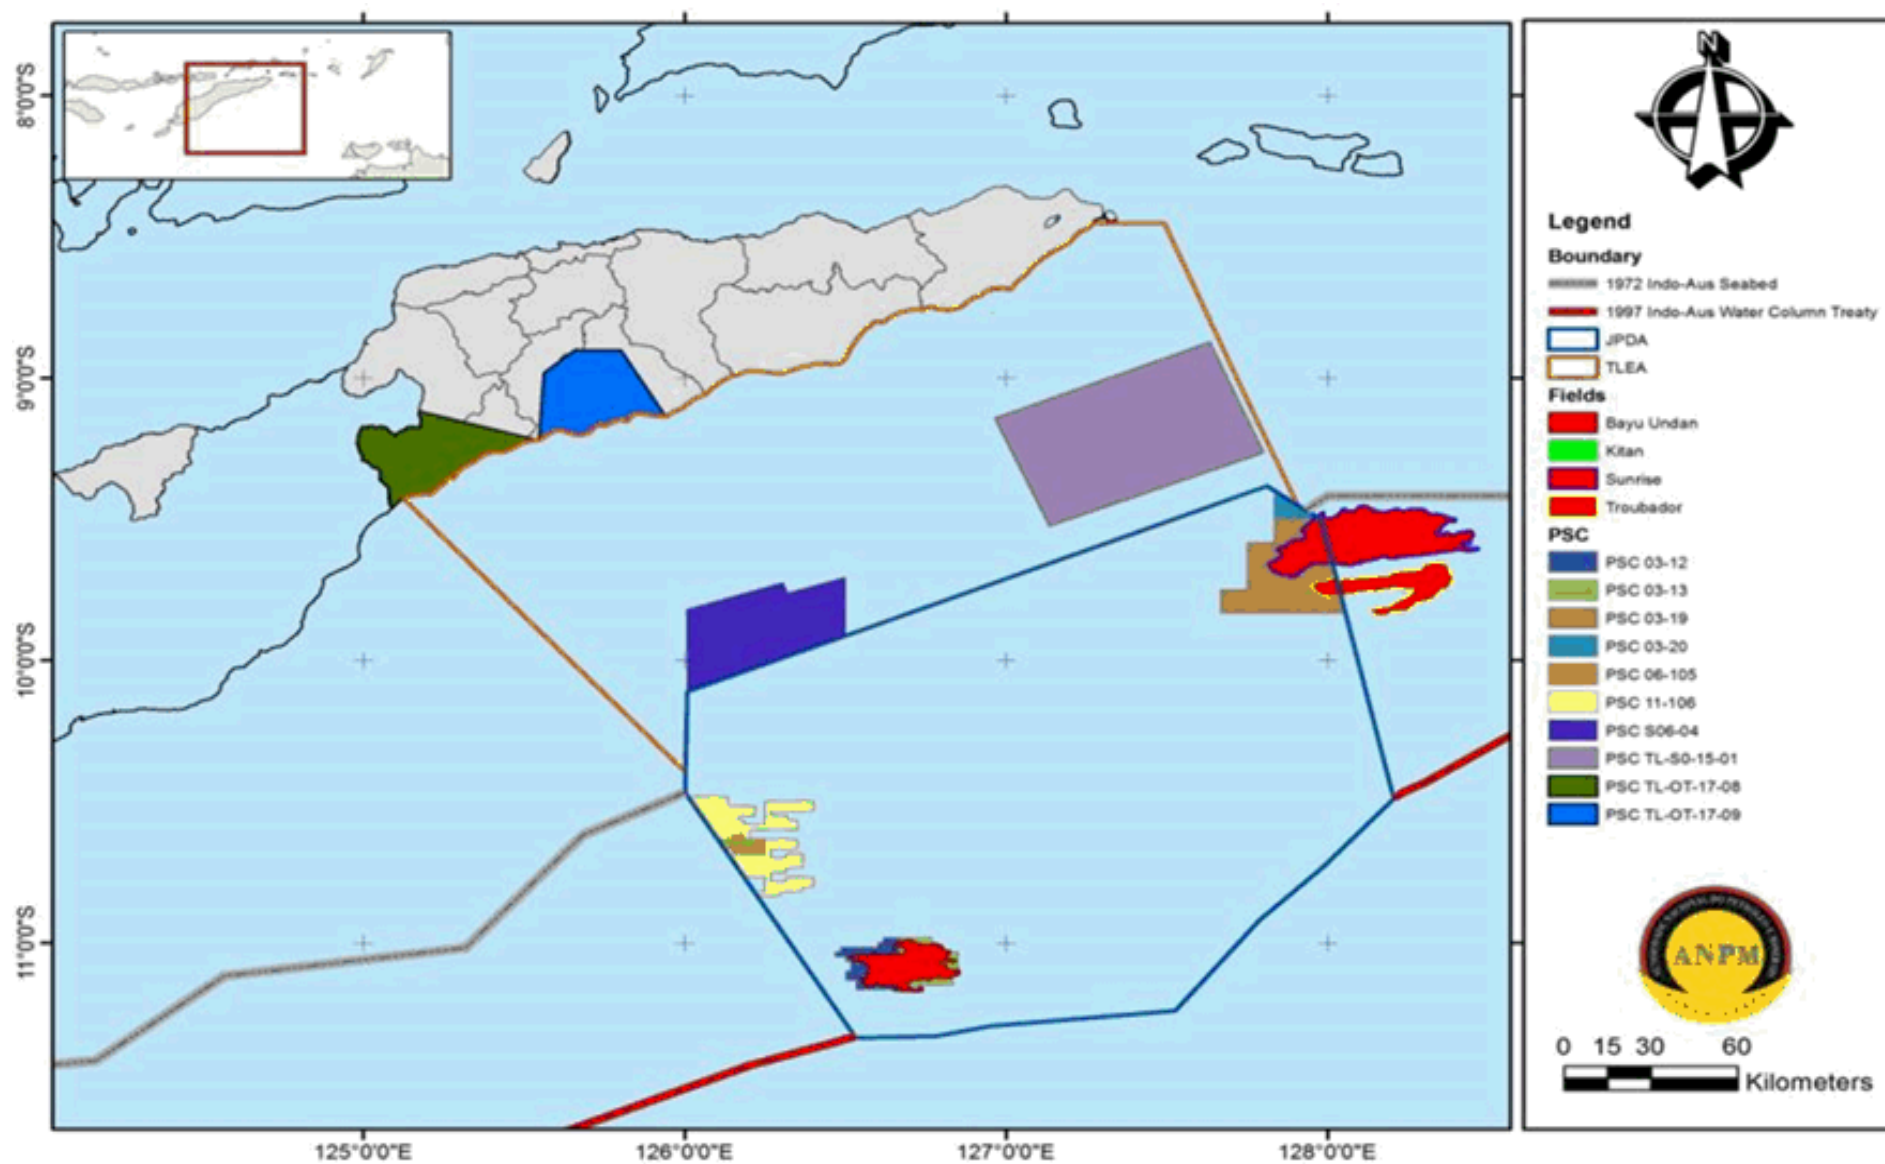 N
8°0'0"S
9°0'0"S
10°0'0"S
11°0'0"S
125°0'0"E
126°0'0"E
127°0'0"E
128°0'0"E
Legend
Boundary
1972 Indo-Aus Seabed
1997 Indo-Aus Water Column Treaty
JPDA
TLEA
Fields
Bayu Undan
Kitan
Sunrise
Troubador
PSC
PSC 03-12
PSC 03-13
PSC 03-19
PSC 03-20
PSC 06-105
PSC 11-106
PSC S06-04
PSC TL-S0-15-01
PSC TL-OT-17-08
PSC TL-OT-17-09
ANPM
0 15 30 60
Kilometers